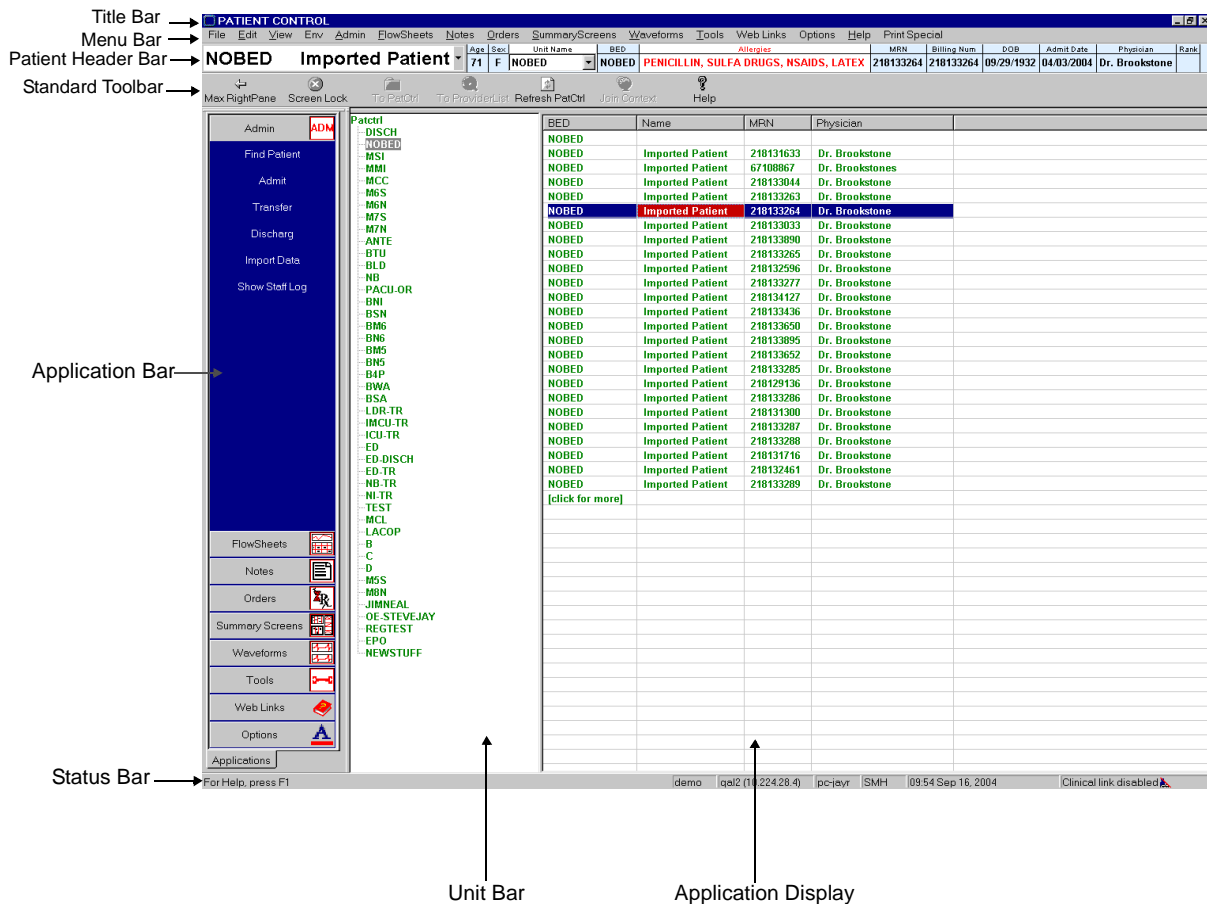 Title Bar
PATIENT CONTROL
Menu Bar
File Edit View Env Admin FlowSheets Notes Orders SummaryScreens Waveforms Tools Web Links Options Help Print Special
Patient Header Bar
NOBED Imported Patient
Age Sex Unit Name BED Allergies MRN Billing Num DOB Admit Date Physician Rank
71 F NOBED NOBED PENICILLIN, SULFA DRUGS, NSAIDS, LATEX 218133264 218133264 09/29/1932 04/03/2004 Dr. Brookstone
Standard Toolbar
Max RightPane Screen Lock To PatCtrl To ProviderList Refresh PatCtrl Join Context Help
Admin ADM
Find Patient
Admit
Transfer
Discharg
Import Data
Show Staff Log
Application Bar
FlowSheets
Notes
Orders
Summary Screens
Waveforms
Tools
Web Links
Options
Applications
Patctrl
DISCH
NOBED
MSI
MMI
MCC
M6S
M6N
M7S
M7N
ANTE
BTU
BLD
NB
PACU-OR
BNI
BSN
BM6
BN6
BM5
BN5
B4P
BWA
BSA
LDR-TR
IMCU-TR
ICU-TR
ED
ED-DISCH
ED-TR
NB-TR
NI-TR
TEST
MCL
LACOP
B
C
D
M5S
M8N
JIMNEAL
OE-STEVEJAY
REGTEST
EPO
NEWSTUFF
BED Name MRN Physician
NOBED
NOBED Imported Patient 218131633 Dr. Brookstone
NOBED Imported Patient 67108867 Dr. Brookstones
NOBED Imported Patient 218133044 Dr. Brookstone
NOBED Imported Patient 218133263 Dr. Brookstone
NOBED Imported Patient 218133264 Dr. Brookstone
NOBED Imported Patient 218133033 Dr. Brookstone
NOBED Imported Patient 218133890 Dr. Brookstone
NOBED Imported Patient 218133265 Dr. Brookstone
NOBED Imported Patient 218132596 Dr. Brookstone
NOBED Imported Patient 218133277 Dr. Brookstone
NOBED Imported Patient 218134127 Dr. Brookstone
NOBED Imported Patient 218133436 Dr. Brookstone
NOBED Imported Patient 218133650 Dr. Brookstone
NOBED Imported Patient 218133895 Dr. Brookstone
NOBED Imported Patient 218133652 Dr. Brookstone
NOBED Imported Patient 218133285 Dr. Brookstone
NOBED Imported Patient 218129136 Dr. Brookstone
NOBED Imported Patient 218133286 Dr. Brookstone
NOBED Imported Patient 218131300 Dr. Brookstone
NOBED Imported Patient 218133287 Dr. Brookstone
NOBED Imported Patient 218133288 Dr. Brookstone
NOBED Imported Patient 218131716 Dr. Brookstone
NOBED Imported Patient 218132461 Dr. Brookstone
NOBED Imported Patient 218133289 Dr. Brookstone
[click for more]
Status Bar
For Help, press F1 demo qal2 (10.224.28.4) pc-jayr SMH 09:54 Sep 16, 2004 Clinical link disabled
Unit Bar
Application Display